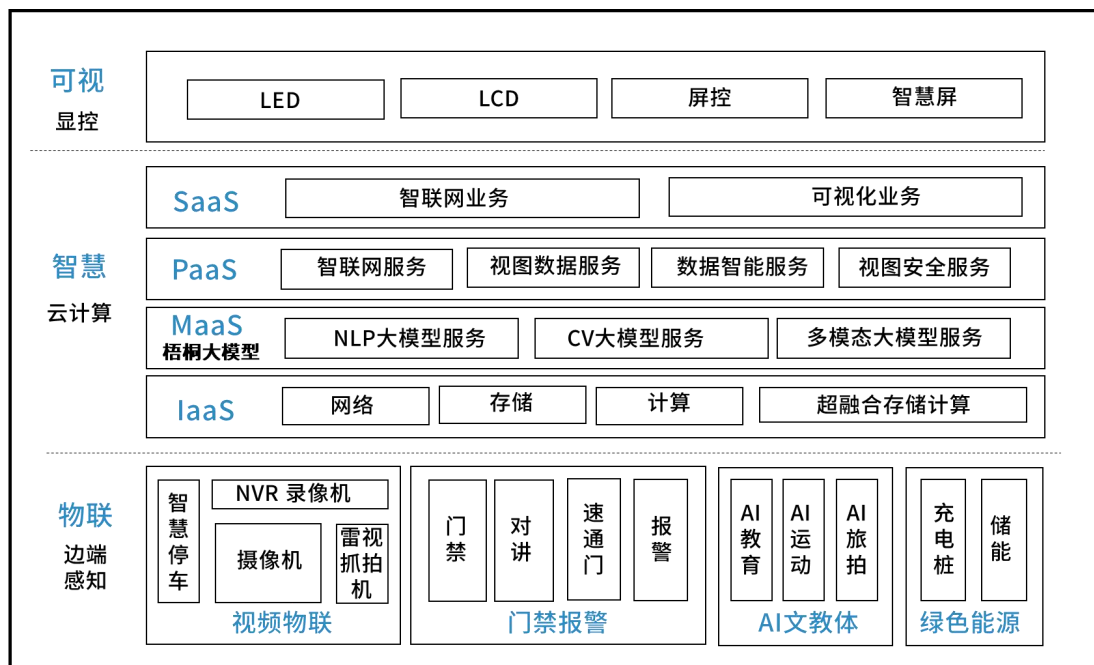 可视
显控
LED
LCD
屏控
智慧屏
智慧
云计算
SaaS
智联网业务
可视化业务
PaaS
智联网服务
视图数据服务
数据智能服务
视图安全服务
MaaS
梧桐大模型
NLP大模型服务
CV大模型服务
多模态大模型服务
IaaS
网络
存储
计算
超融合存储计算
物联
边端
感知
智
慧
停
车
NVR 录像机
摄像机
雷视
抓拍
机
视频物联
门
禁
对
讲
速
通
门
报
警
门禁报警
AI
教
育
AI
运
动
AI
旅
拍
AI文教体
充
电
桩
储
能
绿色能源